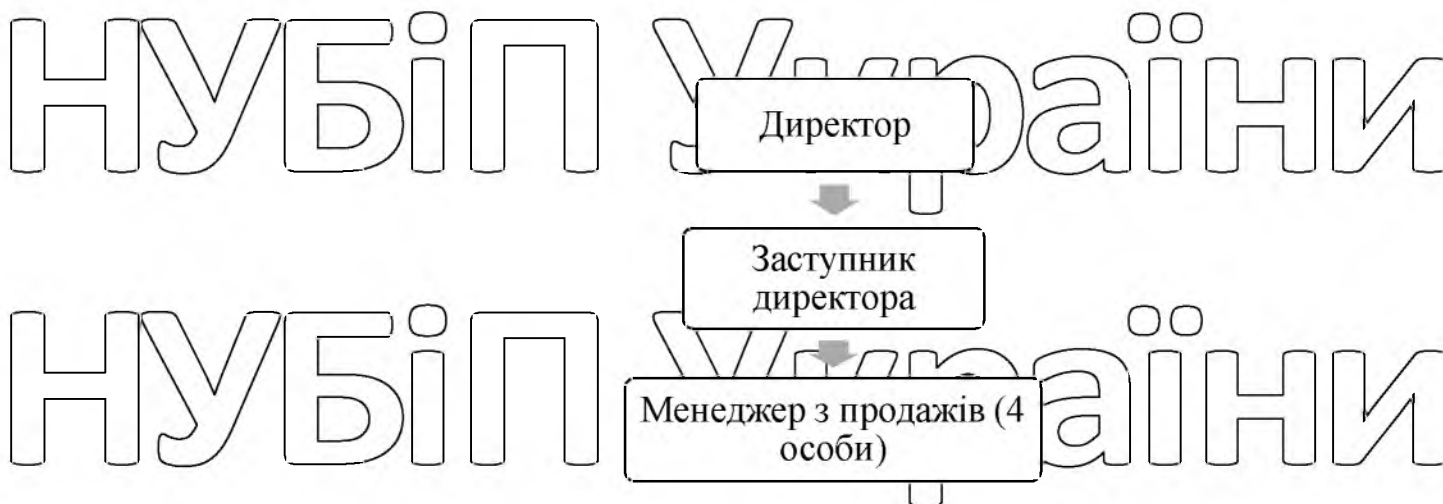 НУБіП України
Директор
Заступник
директора
НУБіП України
Менеджер з продажів (4
особи)